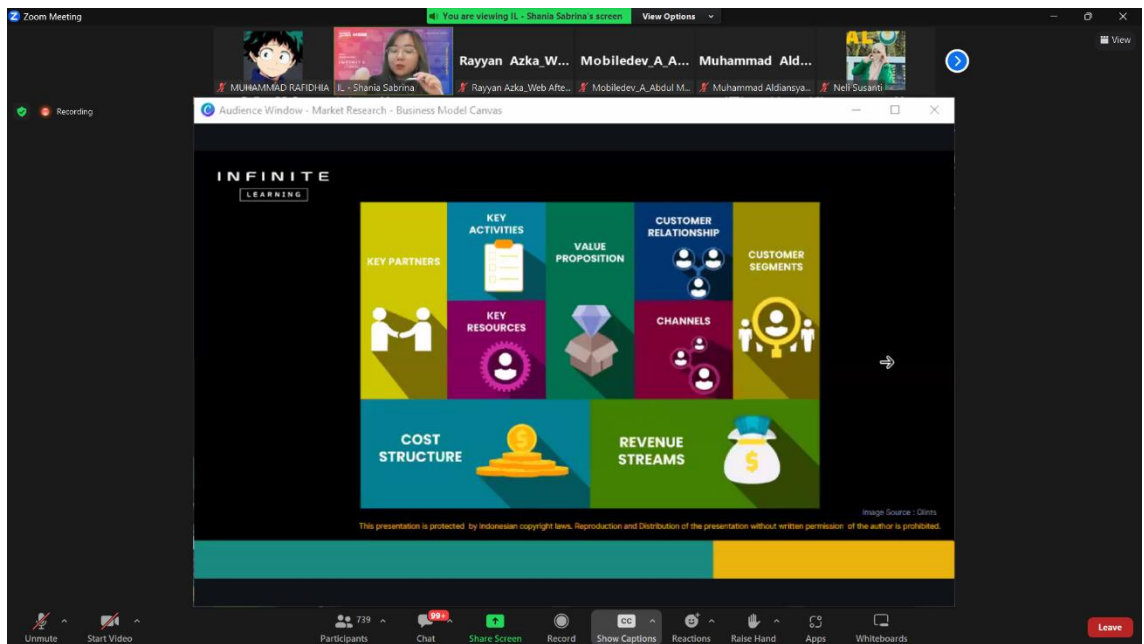 Zoom Meeting
You are viewing IL - Shania Sabrina's screen
View Options
View
Rayyan Azka_W...
Mobiledev_A_A...
Muhammad Ald...
MUHAMMAD RAFIDHIA
IL - Shania Sabrina
Rayyan Azka_Web Afte...
Mobiledev_A_Abdul M...
Muhammad Aldiansya...
Neli Susanti
Recording
Audience Window - Market Research - Business Model Canvas
INFINITE
LEARNING
KEY PARTNERS
KEY
ACTIVITIES
KEY
RESOURCES
VALUE
PROPOSITION
CUSTOMER
RELATIONSHIP
CHANNELS
CUSTOMER
SEGMENTS
COST
STRUCTURE
REVENUE
STREAMS
Image Source : Glints
This presentation is protected by Indonesian copyright laws. Reproduction and Distribution of the presentation without written permission of the author is prohibited.
Unmute
Start Video
739
Participants
99+
Chat
Share Screen
Record
CC
Show Captions
Reactions
Raise Hand
Apps
Whiteboards
Leave